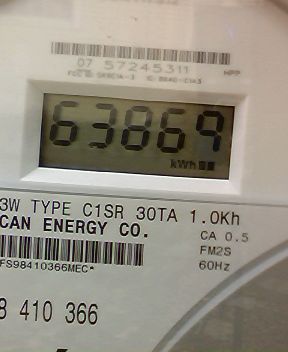 07 57245311 MPP
63869
kWh
3W TYPE C1SR 30TA 1.0Kh
CAN ENERGY CO.
CA 0.5
FM2S
60Hz
FS98410366MEC*
8 410 366